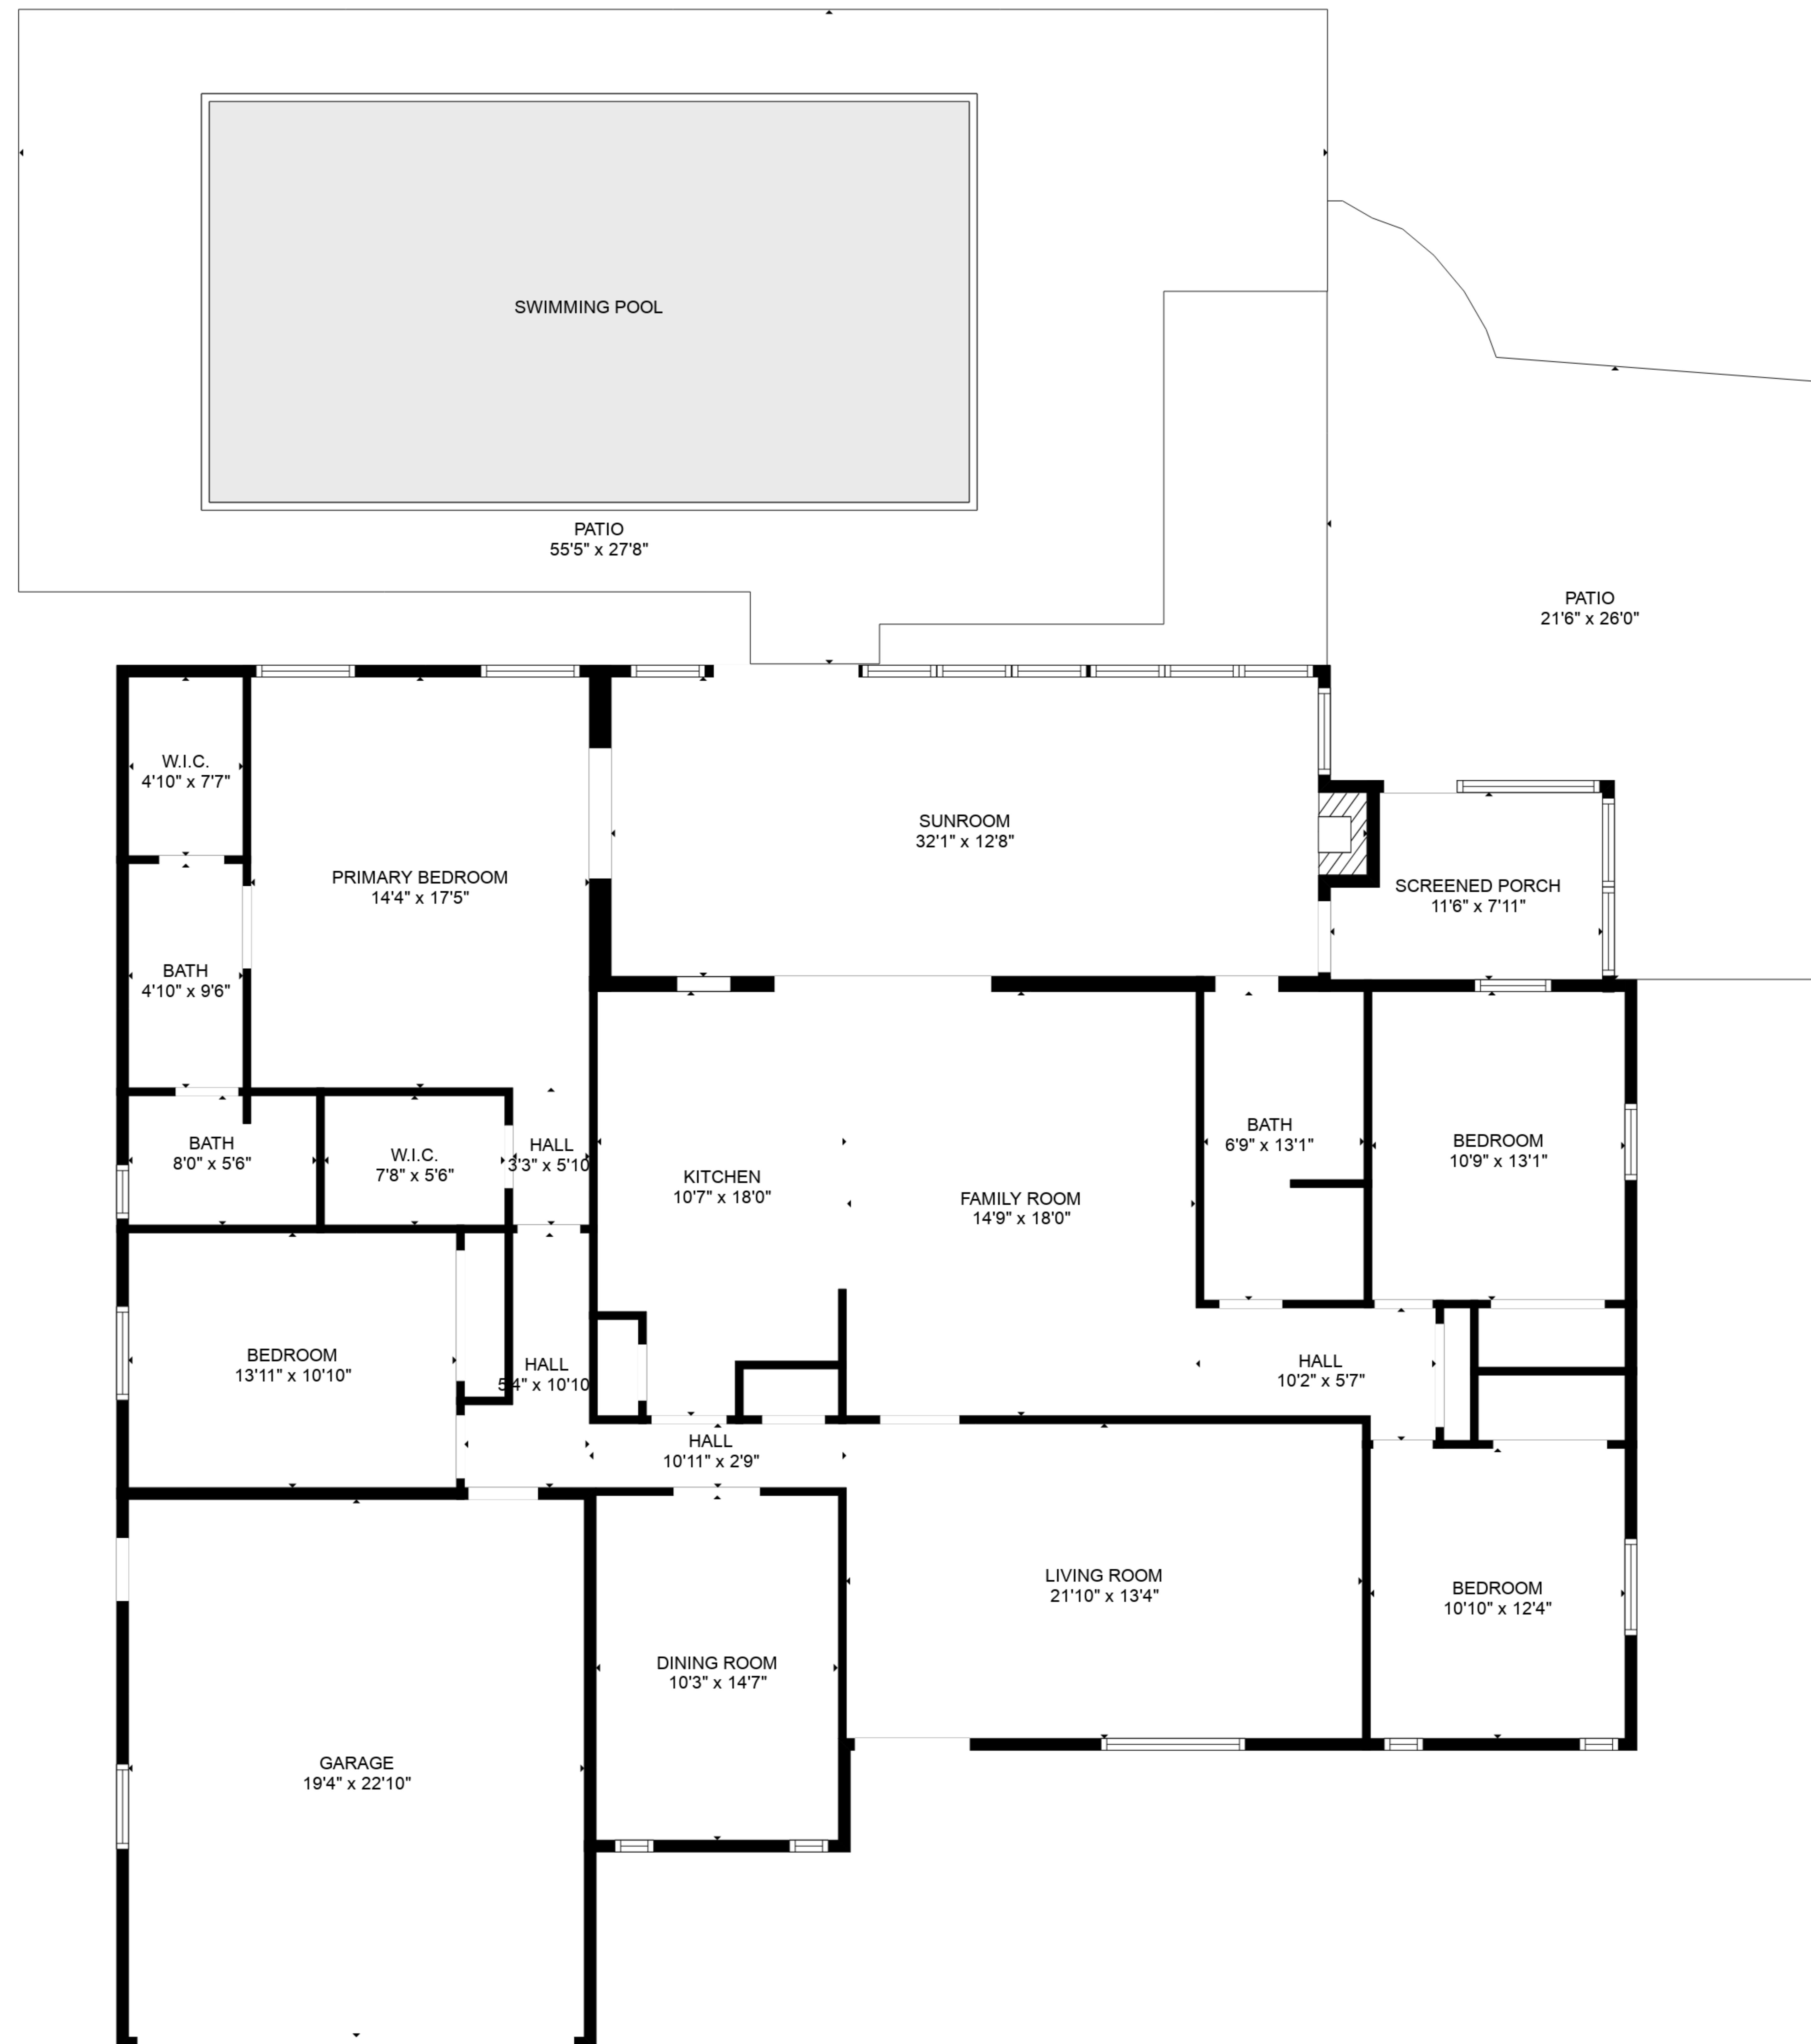 SWIMMING POOL
PATIO
55'5" x 27'8"
PATIO
21'6" x 26'0"
W.I.C.
4'10" x 7'7"
PRIMARY BEDROOM
14'4" x 17'5"
SUNROOM
32'1" x 12'8"
SCREENED PORCH
11'6" x 7'11"
BATH
4'10" x 9'6"
BATH
8'0" x 5'6"
W.I.C.
7'8" x 5'6"
HALL
3'3" x 5'10
KITCHEN
10'7" x 18'0"
FAMILY ROOM
14'9" x 18'0"
BATH
6'9" x 13'1"
BEDROOM
10'9" x 13'1"
BEDROOM
13'11" x 10'10"
HALL
5'4" x 10'10
HALL
10'2" x 5'7"
HALL
10'11" x 2'9"
LIVING ROOM
21'10" x 13'4"
BEDROOM
10'10" x 12'4"
DINING ROOM
10'3" x 14'7"
GARAGE
19'4" x 22'10"